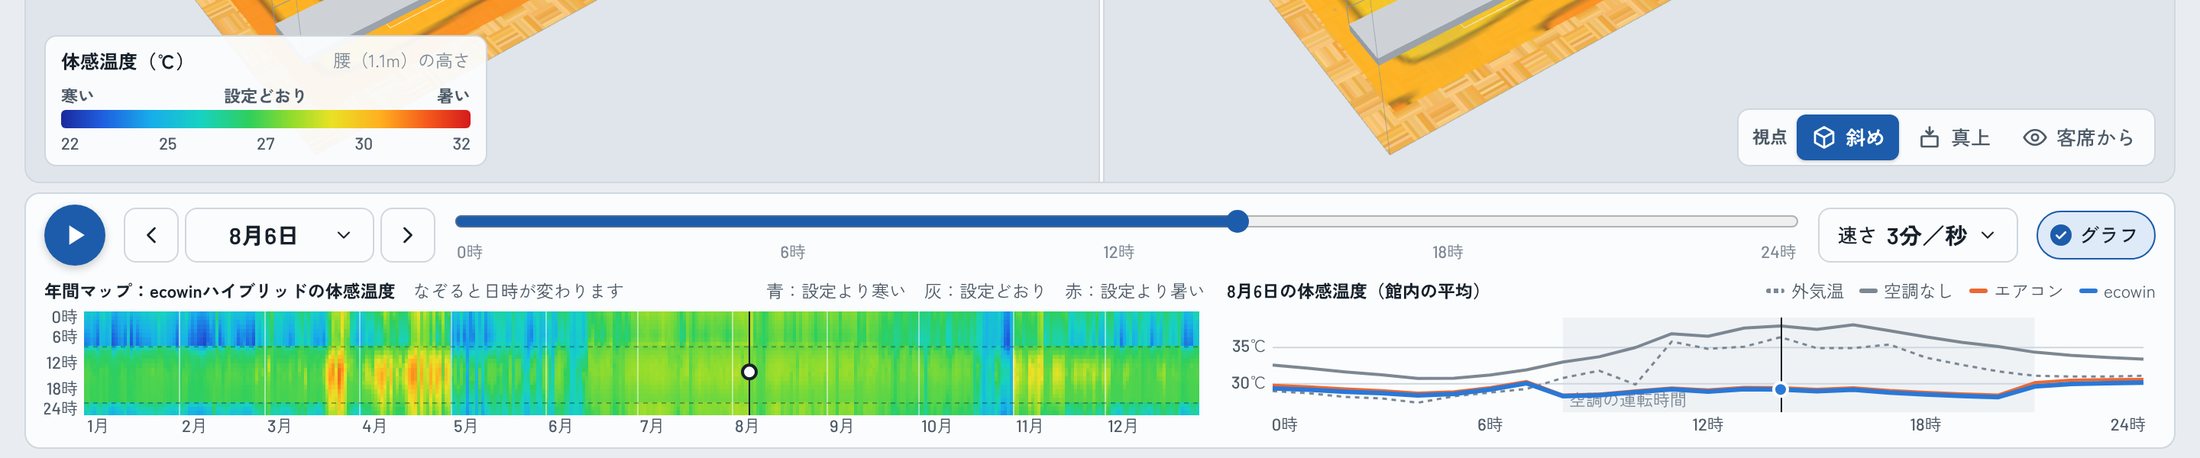 体感温度（℃） 腰（1.1m）の高さ
寒い 設定どおり 暑い
22 25 27 30 32
視点 斜め 真上 客席から
8月6日
0時 6時 12時 18時 24時
速さ 3分／秒
グラフ
年間マップ：ecowinハイブリッドの体感温度 なぞると日時が変わります 青：設定より寒い 灰：設定どおり 赤：設定より暑い
0時
6時
12時
18時
24時
1月 2月 3月 4月 5月 6月 7月 8月 9月 10月 11月 12月
8月6日の体感温度（館内の平均） 外気温 空調なし エアコン ecowin
35℃
30℃
空調の運転時間
0時 6時 12時 18時 24時